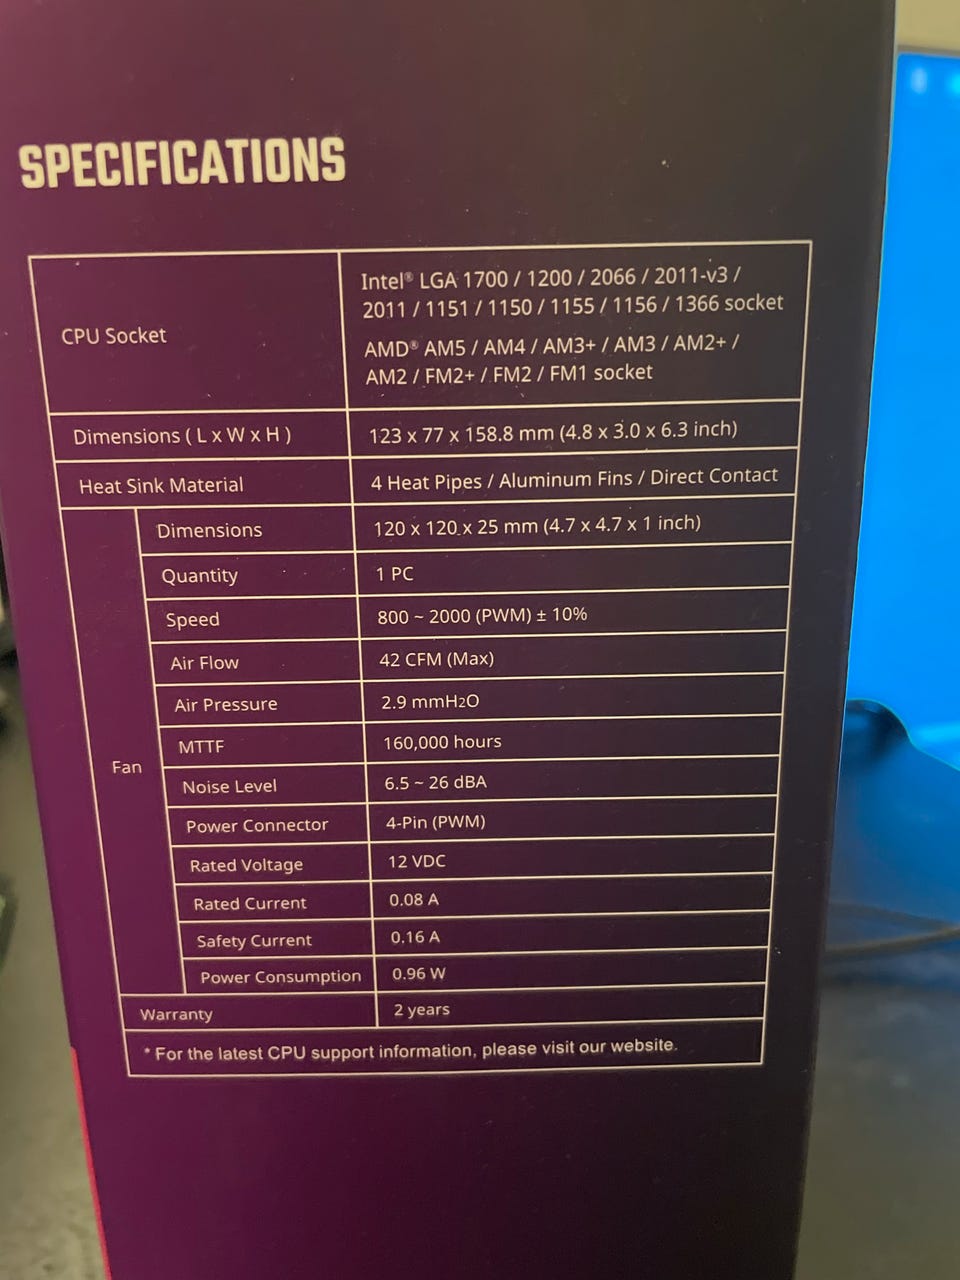 SPECIFICATIONS
CPU Socket
Intel® LGA 1700 / 1200 / 2066 / 2011-v3 /
2011 / 1151 / 1150 / 1155 / 1156 / 1366 socket
AMD® AM5 / AM4 / AM3+ / AM3 / AM2+ /
AM2 / FM2+ / FM2 / FM1 socket
Dimensions ( L x W x H ) 123 x 77 x 158.8 mm (4.8 x 3.0 x 6.3 inch)
Heat Sink Material 4 Heat Pipes / Aluminum Fins / Direct Contact
Fan
Dimensions 120 x 120 x 25 mm (4.7 x 4.7 x 1 inch)
Quantity 1 PC
Speed 800 ~ 2000 (PWM) ± 10%
Air Flow 42 CFM (Max)
Air Pressure 2.9 mmH2O
MTTF 160,000 hours
Noise Level 6.5 ~ 26 dBA
Power Connector 4-Pin (PWM)
Rated Voltage 12 VDC
Rated Current 0.08 A
Safety Current 0.16 A
Power Consumption 0.96 W
Warranty 2 years
* For the latest CPU support information, please visit our website.